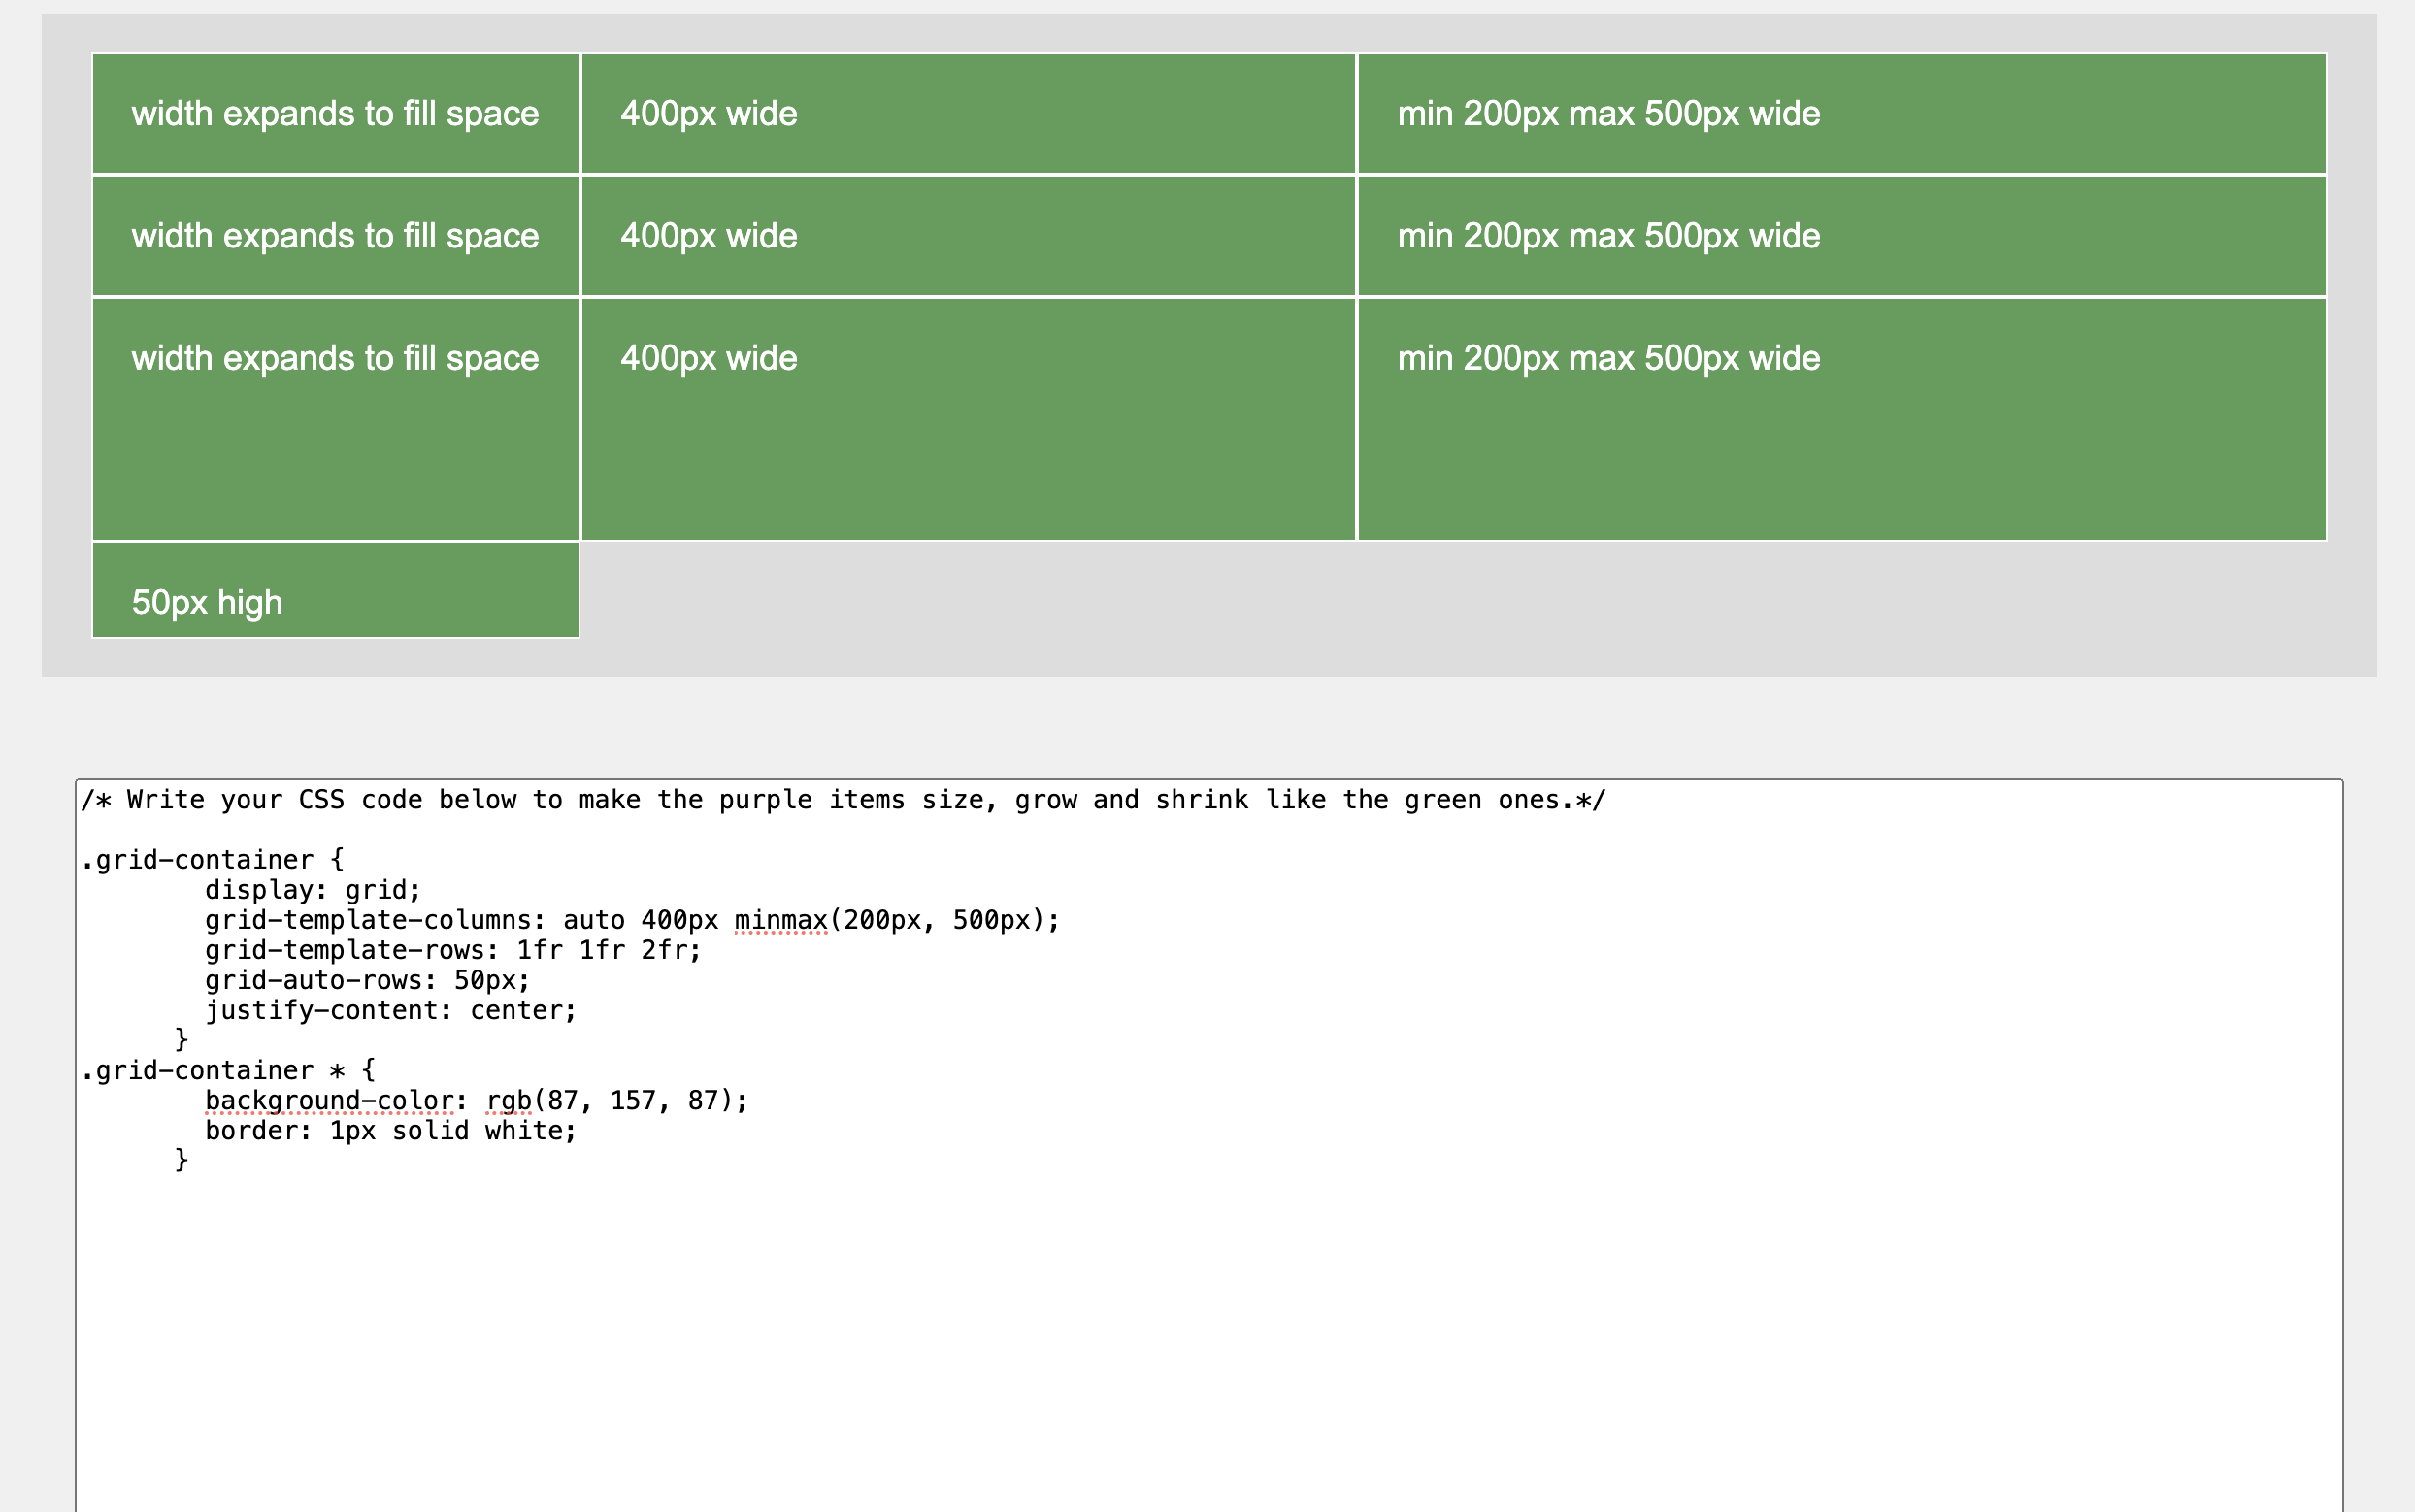 width expands to fill space 400px wide min 200px max 500px wide
width expands to fill space 400px wide min 200px max 500px wide
width expands to fill space 400px wide min 200px max 500px wide
50px high
/* Write your CSS code below to make the purple items size, grow and shrink like the green ones.*/
.grid-container {
display: grid;
grid-template-columns: auto 400px minmax(200px, 500px);
grid-template-rows: 1fr 1fr 2fr;
grid-auto-rows: 50px;
justify-content: center;
}
.grid-container * {
background-color: rgb(87, 157, 87);
border: 1px solid white;
}